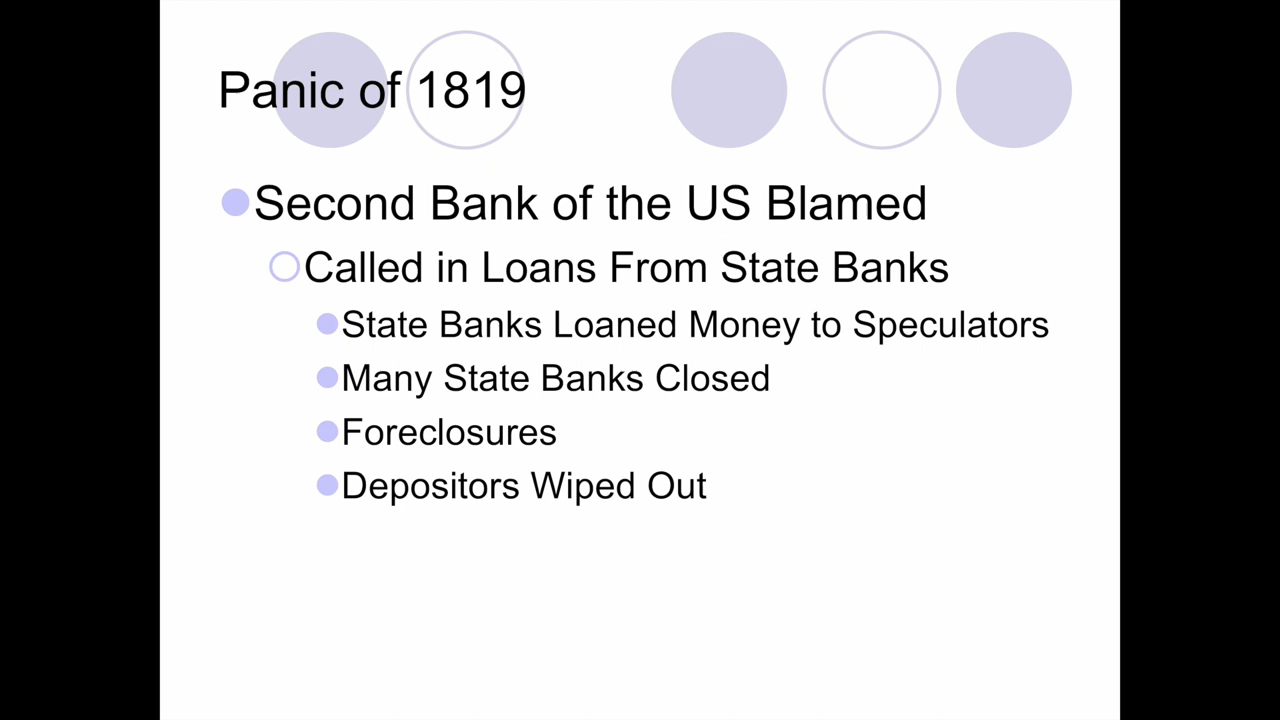 Panic of 1819
Second Bank of the US Blamed
Called in Loans From State Banks
State Banks Loaned Money to Speculators
Many State Banks Closed
Foreclosures
Depositors Wiped Out